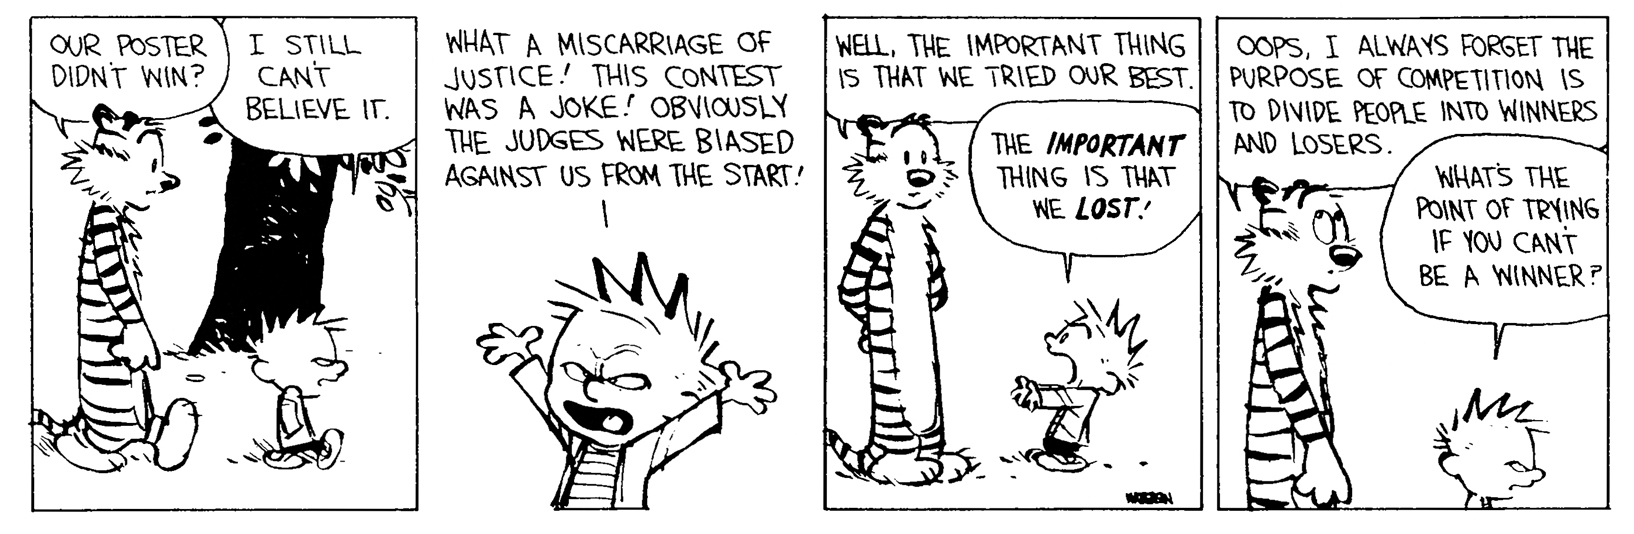 OUR POSTER
DIDN'T WIN?
I STILL
CAN'T
BELIEVE IT.
WHAT A MISCARRIAGE OF
JUSTICE! THIS CONTEST
WAS A JOKE! OBVIOUSLY
THE JUDGES WERE BIASED
AGAINST US FROM THE START!
WELL, THE IMPORTANT THING
IS THAT WE TRIED OUR BEST.
THE IMPORTANT
THING IS THAT
WE LOST!
WATTERSON
OOPS, I ALWAYS FORGET THE
PURPOSE OF COMPETITION IS
TO DIVIDE PEOPLE INTO WINNERS
AND LOSERS.
WHAT'S THE
POINT OF TRYING
IF YOU CAN'T
BE A WINNER?